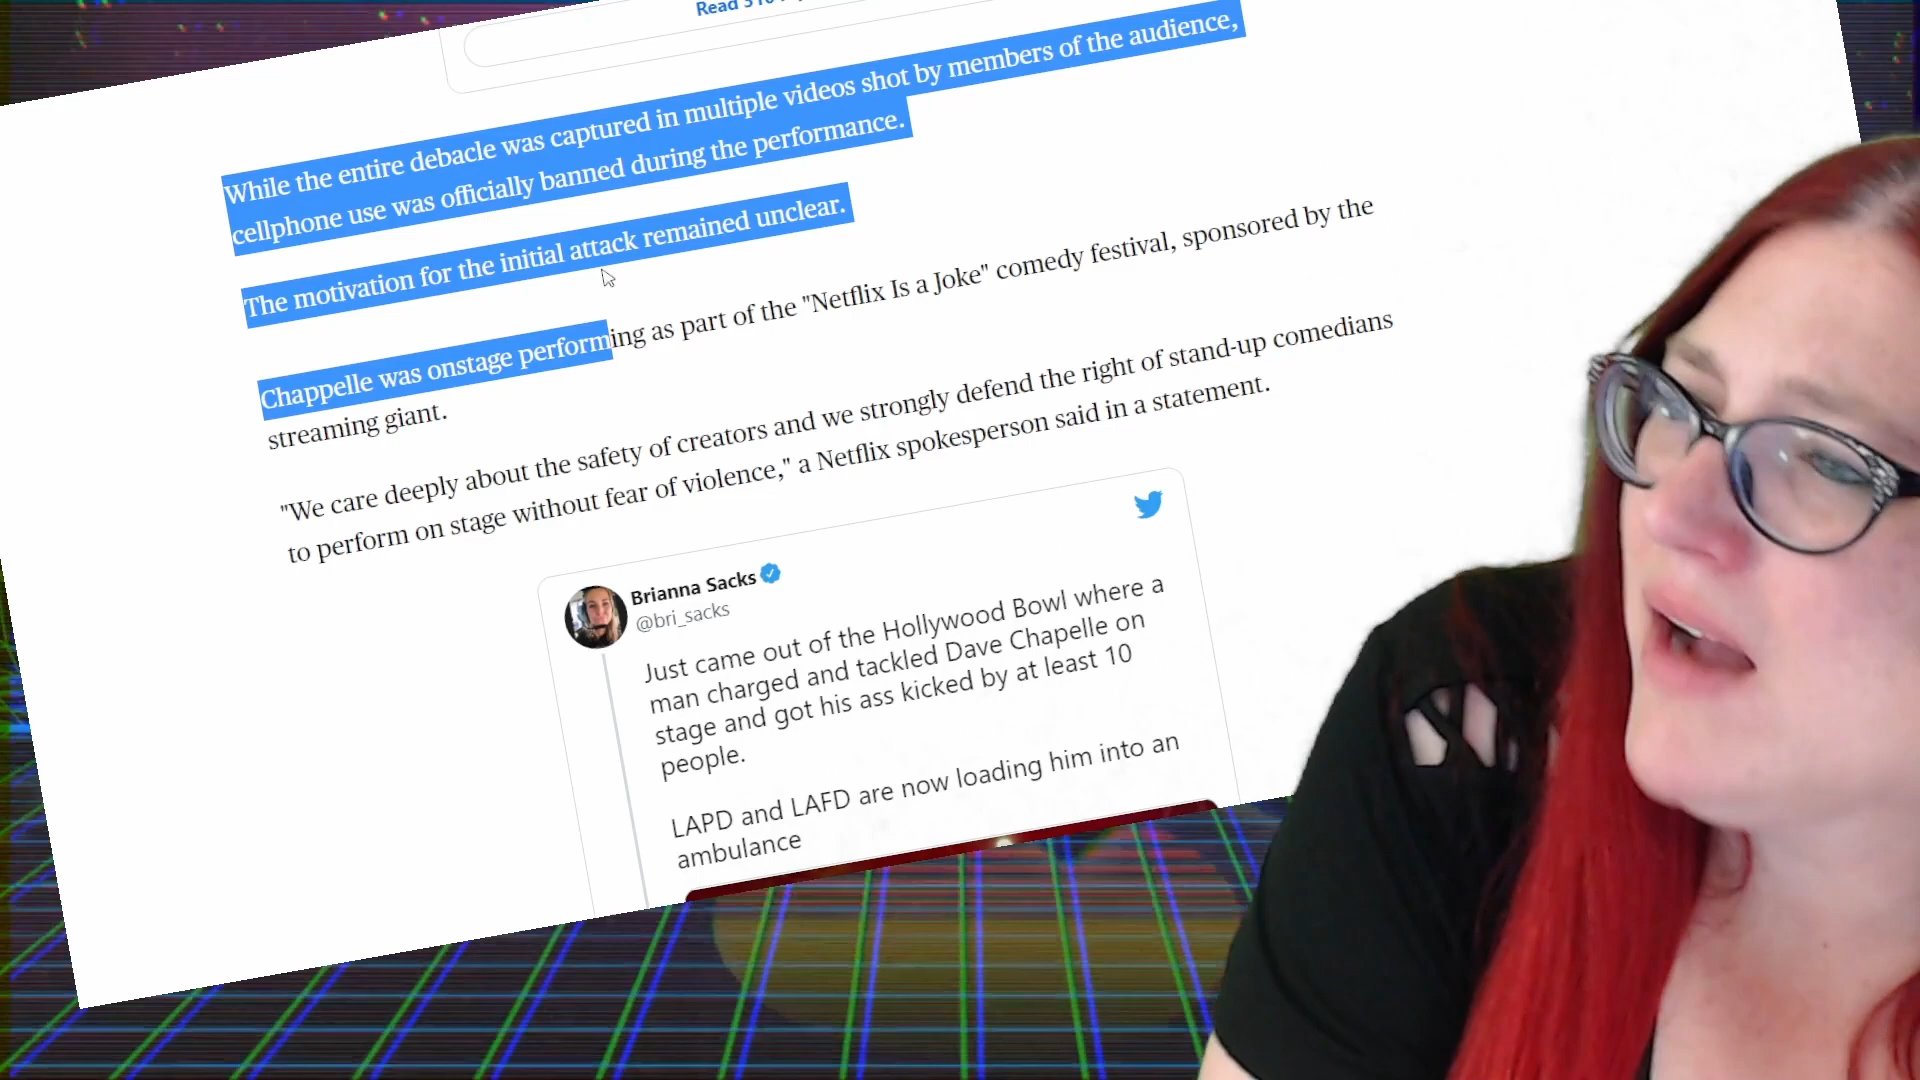 Read
While the entire debacle was captured in multiple videos shot by members of the audience,
cellphone use was officially banned during the performance.
The motivation for the initial attack remained unclear.
Chappelle was onstage performing as part of the "Netflix Is a Joke" comedy festival, sponsored by the
streaming giant.
"We care deeply about the safety of creators and we strongly defend the right of stand-up comedians
to perform on stage without fear of violence," a Netflix spokesperson said in a statement.
Brianna Sacks
@bri_sacks
Just came out of the Hollywood Bowl where a
man charged and tackled Dave Chapelle on
stage and got his ass kicked by at least 10
people.
LAPD and LAFD are now loading him into an
ambulance